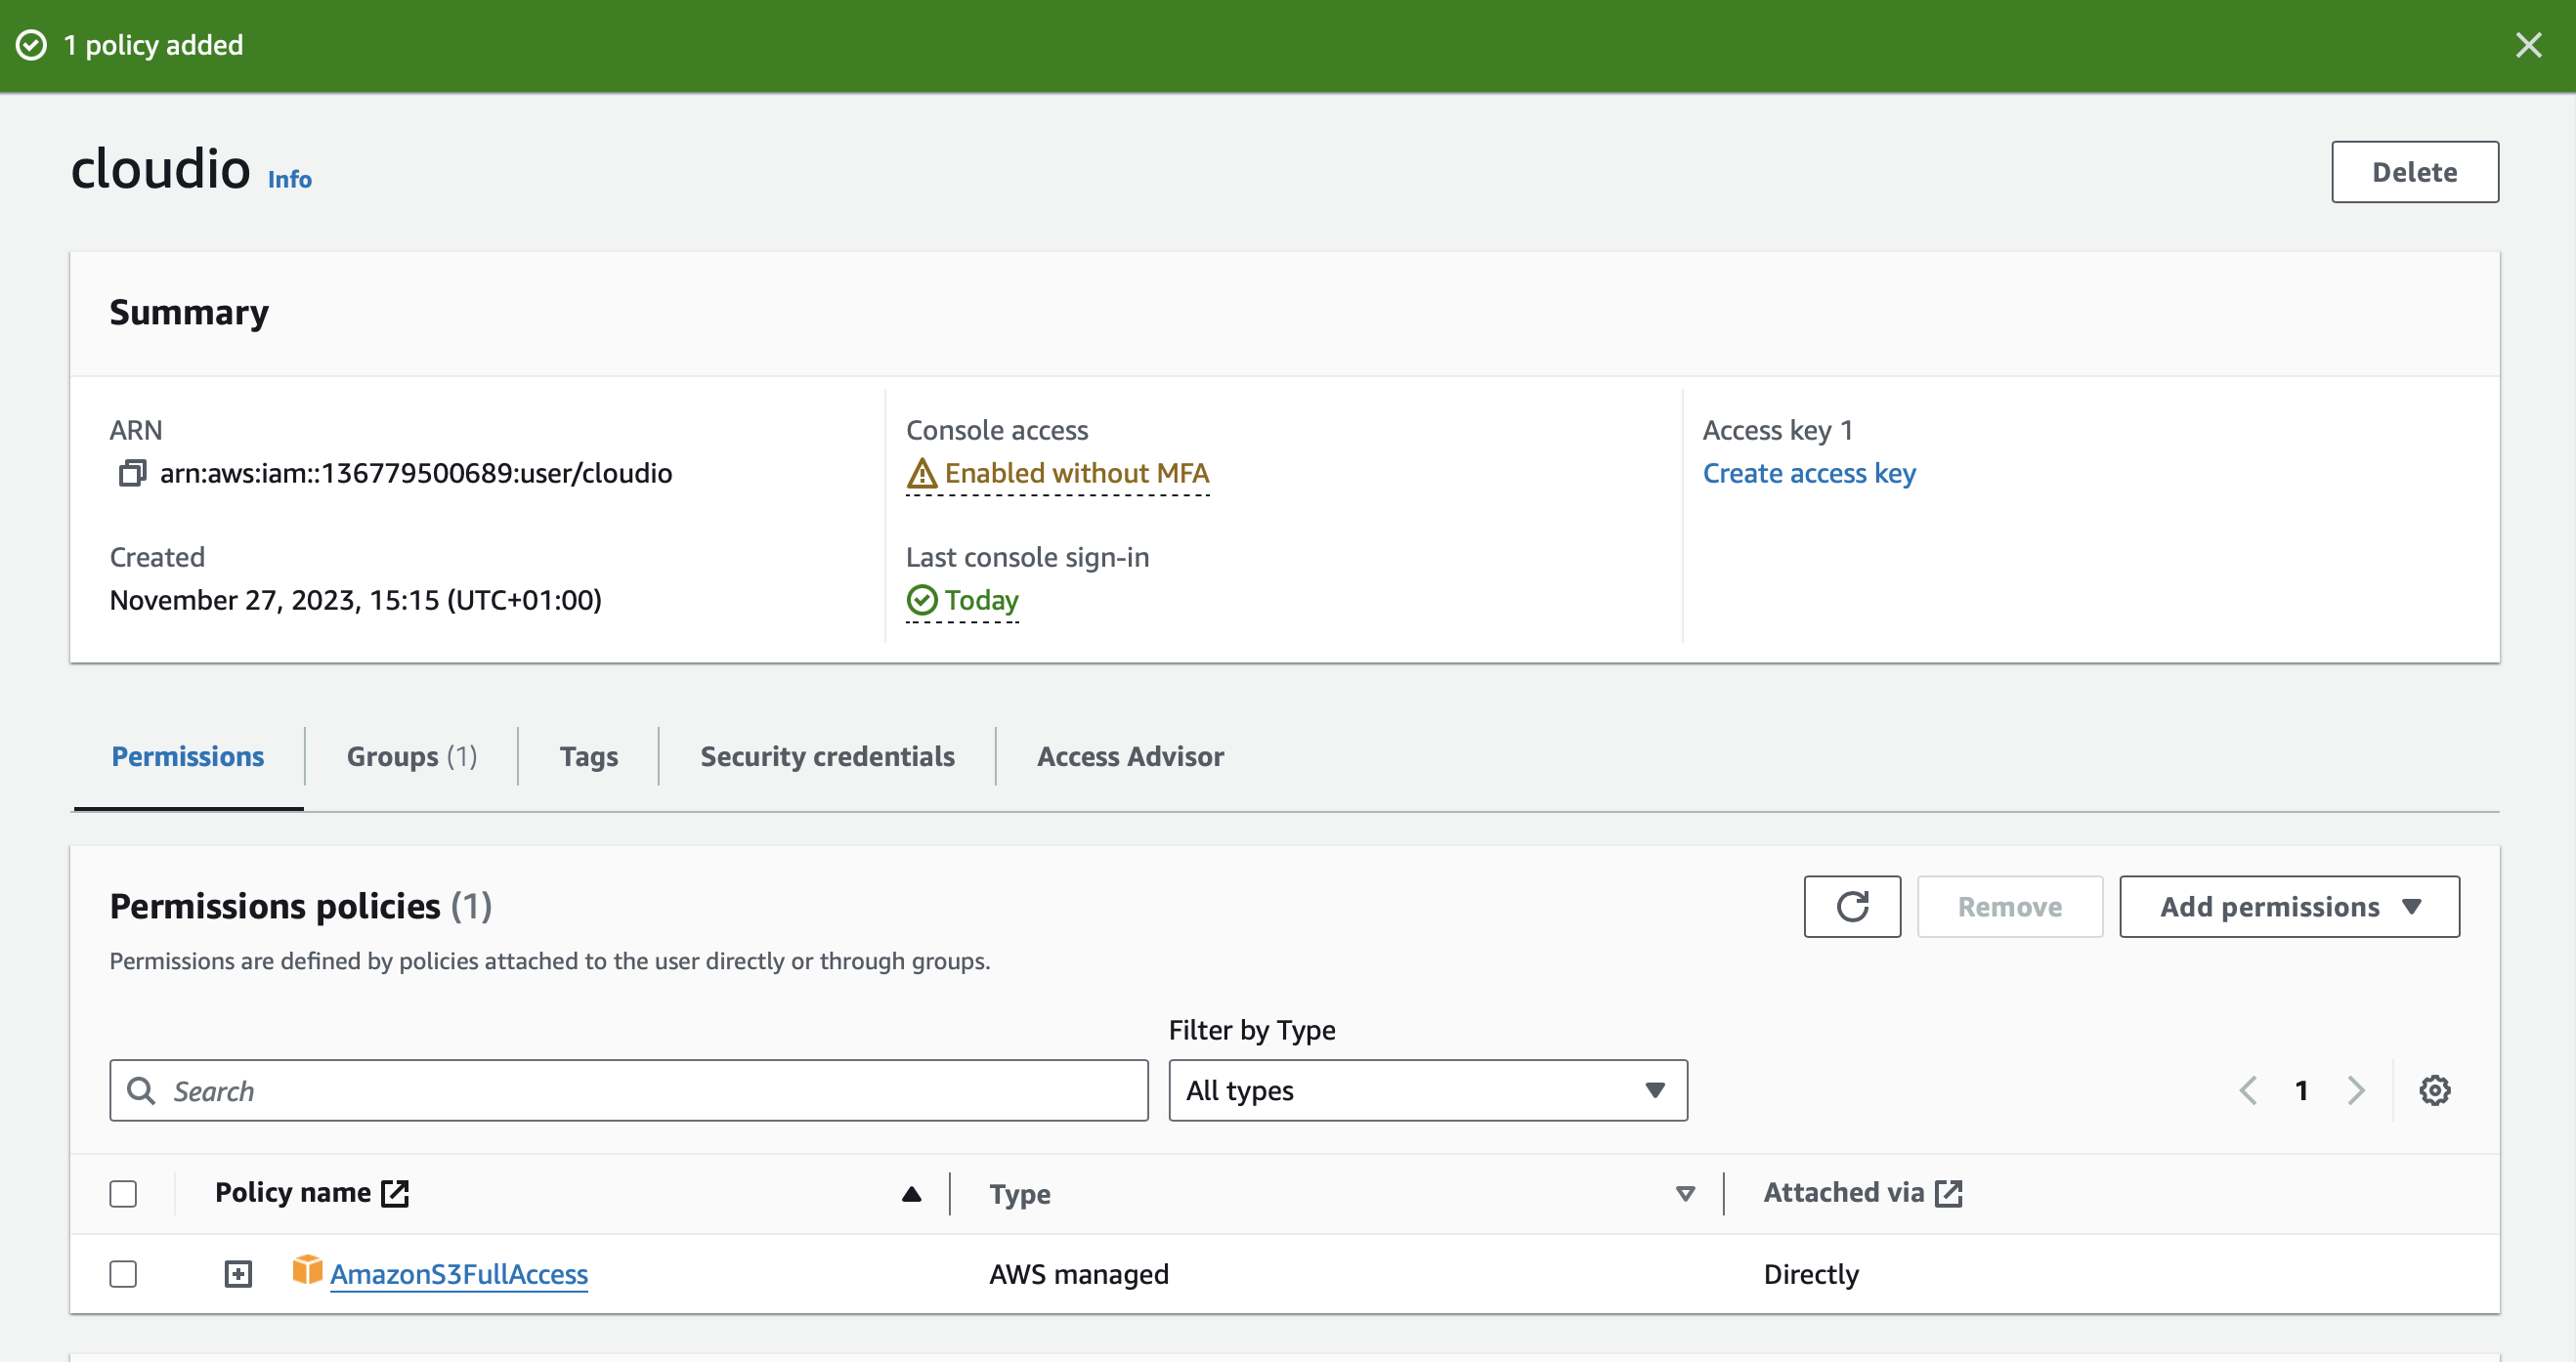 1 policy added
cloudio Info
Delete
Summary
ARN
arn:aws:iam::136779500689:user/cloudio
Console access
Enabled without MFA
Access key 1
Create access key
Created
November 27, 2023, 15:15 (UTC+01:00)
Last console sign-in
Today
Permissions
Groups (1)
Tags
Security credentials
Access Advisor
Permissions policies (1)
Remove
Add permissions
Permissions are defined by policies attached to the user directly or through groups.
Filter by Type
Search
All types
1
Policy name
Type
Attached via
AmazonS3FullAccess
AWS managed
Directly